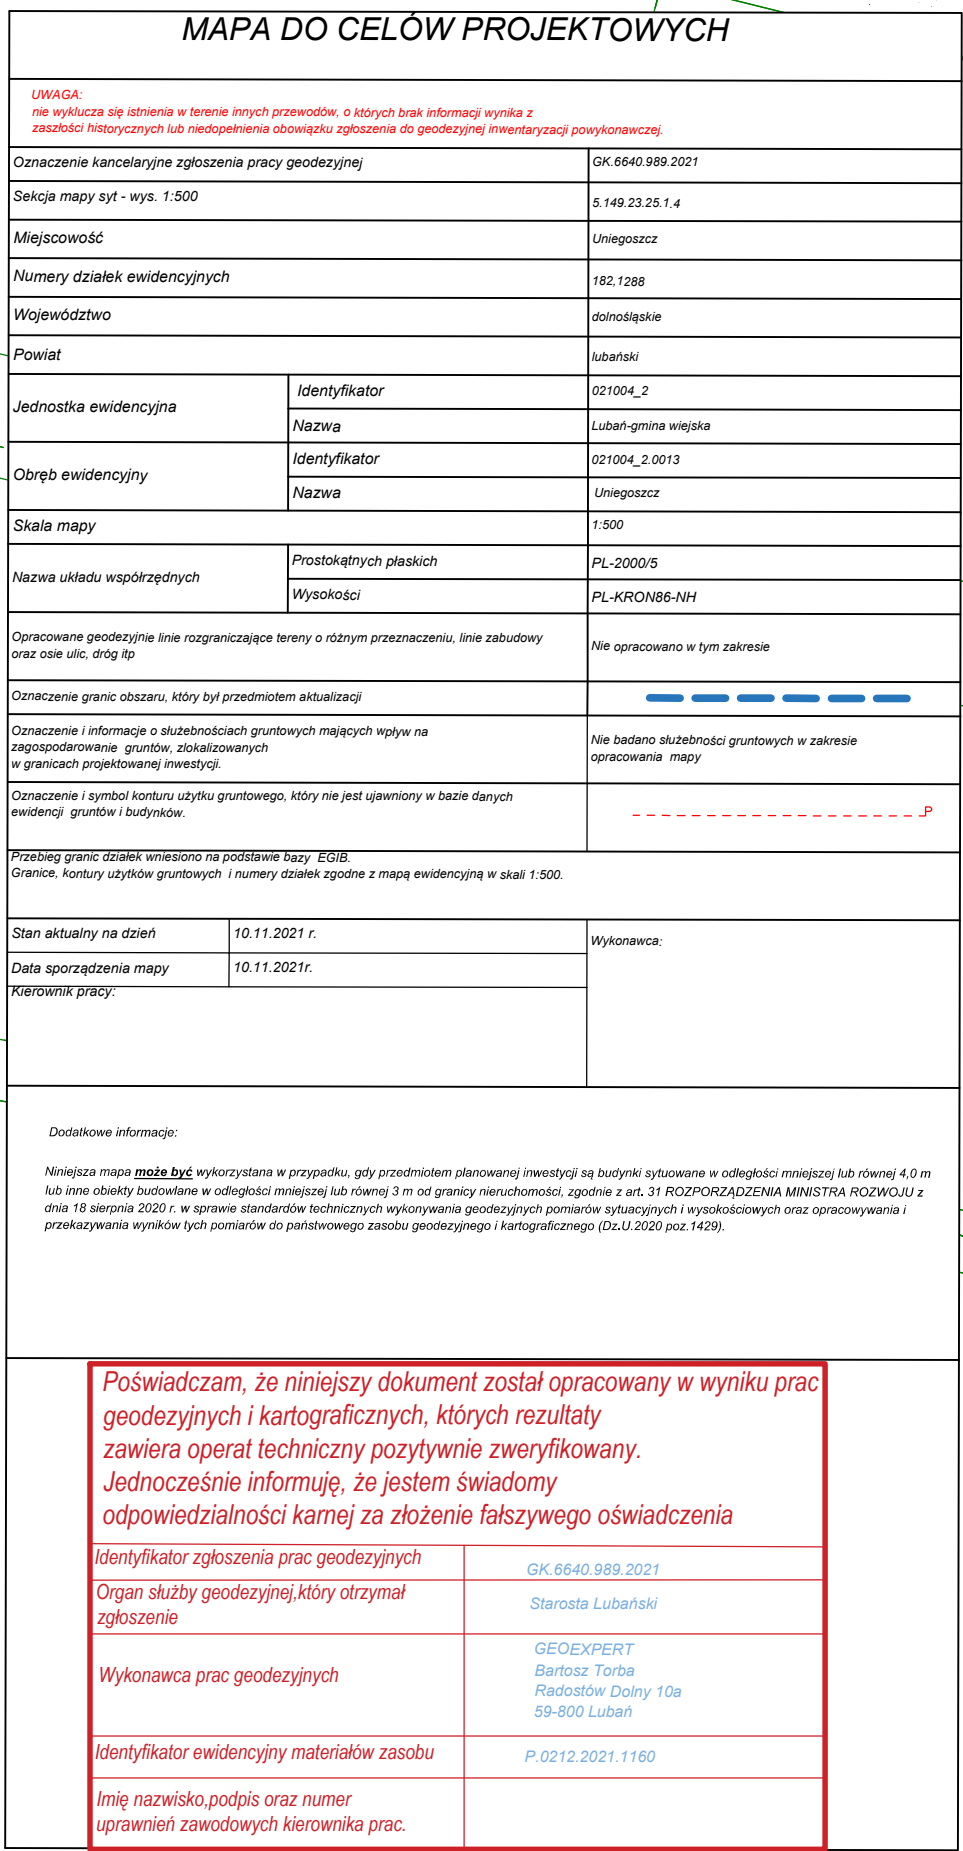 MAPA DO CELÓW PROJEKTOWYCH
UWAGA:
nie wyklucza się istnienia w terenie innych przewodów, o których brak informacji wynika z
zaszłości historycznych lub niedopełnienia obowiązku zgłoszenia do geodezyjnej inwentaryzacji powykonawczej.
Oznaczenie kancelaryjne zgłoszenia pracy geodezyjnej
GK.6640.989.2021
Sekcja mapy syt - wys. 1:500
5.149.23.25.1.4
Miejscowość
Uniegoszcz
Numery działek ewidencyjnych
182,1288
Województwo
dolnośląskie
Powiat
lubański
Jednostka ewidencyjna
Identyfikator
021004_2
Nazwa
Lubań-gmina wiejska
Obręb ewidencyjny
Identyfikator
021004_2.0013
Nazwa
Uniegoszcz
Skala mapy
1:500
Nazwa układu współrzędnych
Prostokątnych płaskich
PL-2000/5
Wysokości
PL-KRON86-NH
Opracowane geodezyjnie linie rozgraniczające tereny o różnym przeznaczeniu, linie zabudowy
oraz osie ulic, dróg itp
Nie opracowano w tym zakresie
Oznaczenie granic obszaru, który był przedmiotem aktualizacji
Oznaczenie i informacje o służebnościach gruntowych mających wpływ na
zagospodarowanie gruntów, zlokalizowanych
w granicach projektowanej inwestycji.
Nie badano służebności gruntowych w zakresie
opracowania mapy
Oznaczenie i symbol konturu użytku gruntowego, który nie jest ujawniony w bazie danych
ewidencji gruntów i budynków.
P
Przebieg granic działek wniesiono na podstawie bazy EGIB.
Granice, kontury użytków gruntowych i numery działek zgodne z mapą ewidencyjną w skali 1:500.
Stan aktualny na dzień
10.11.2021 r.
Wykonawca:
Data sporządzenia mapy
10.11.2021r.
Kierownik pracy:
Dodatkowe informacje:
Niniejsza mapa może być wykorzystana w przypadku, gdy przedmiotem planowanej inwestycji są budynki sytuowane w odległości mniejszej lub równej 4,0 m
lub inne obiekty budowlane w odległości mniejszej lub równej 3 m od granicy nieruchomości, zgodnie z art. 31 ROZPORZĄDZENIA MINISTRA ROZWOJU z
dnia 18 sierpnia 2020 r. w sprawie standardów technicznych wykonywania geodezyjnych pomiarów sytuacyjnych i wysokościowych oraz opracowywania i
przekazywania wyników tych pomiarów do państwowego zasobu geodezyjnego i kartograficznego (Dz.U.2020 poz.1429).
Poświadczam, że niniejszy dokument został opracowany w wyniku prac
geodezyjnych i kartograficznych, których rezultaty
zawiera operat techniczny pozytywnie zweryfikowany.
Jednocześnie informuję, że jestem świadomy
odpowiedzialności karnej za złożenie fałszywego oświadczenia
Identyfikator zgłoszenia prac geodezyjnych
GK.6640.989.2021
Organ służby geodezyjnej,który otrzymał
zgłoszenie
Starosta Lubański
Wykonawca prac geodezyjnych
GEOEXPERT
Bartosz Torba
Radostów Dolny 10a
59-800 Lubań
Identyfikator ewidencyjny materiałów zasobu
P.0212.2021.1160
Imię nazwisko,podpis oraz numer
uprawnień zawodowych kierownika prac.